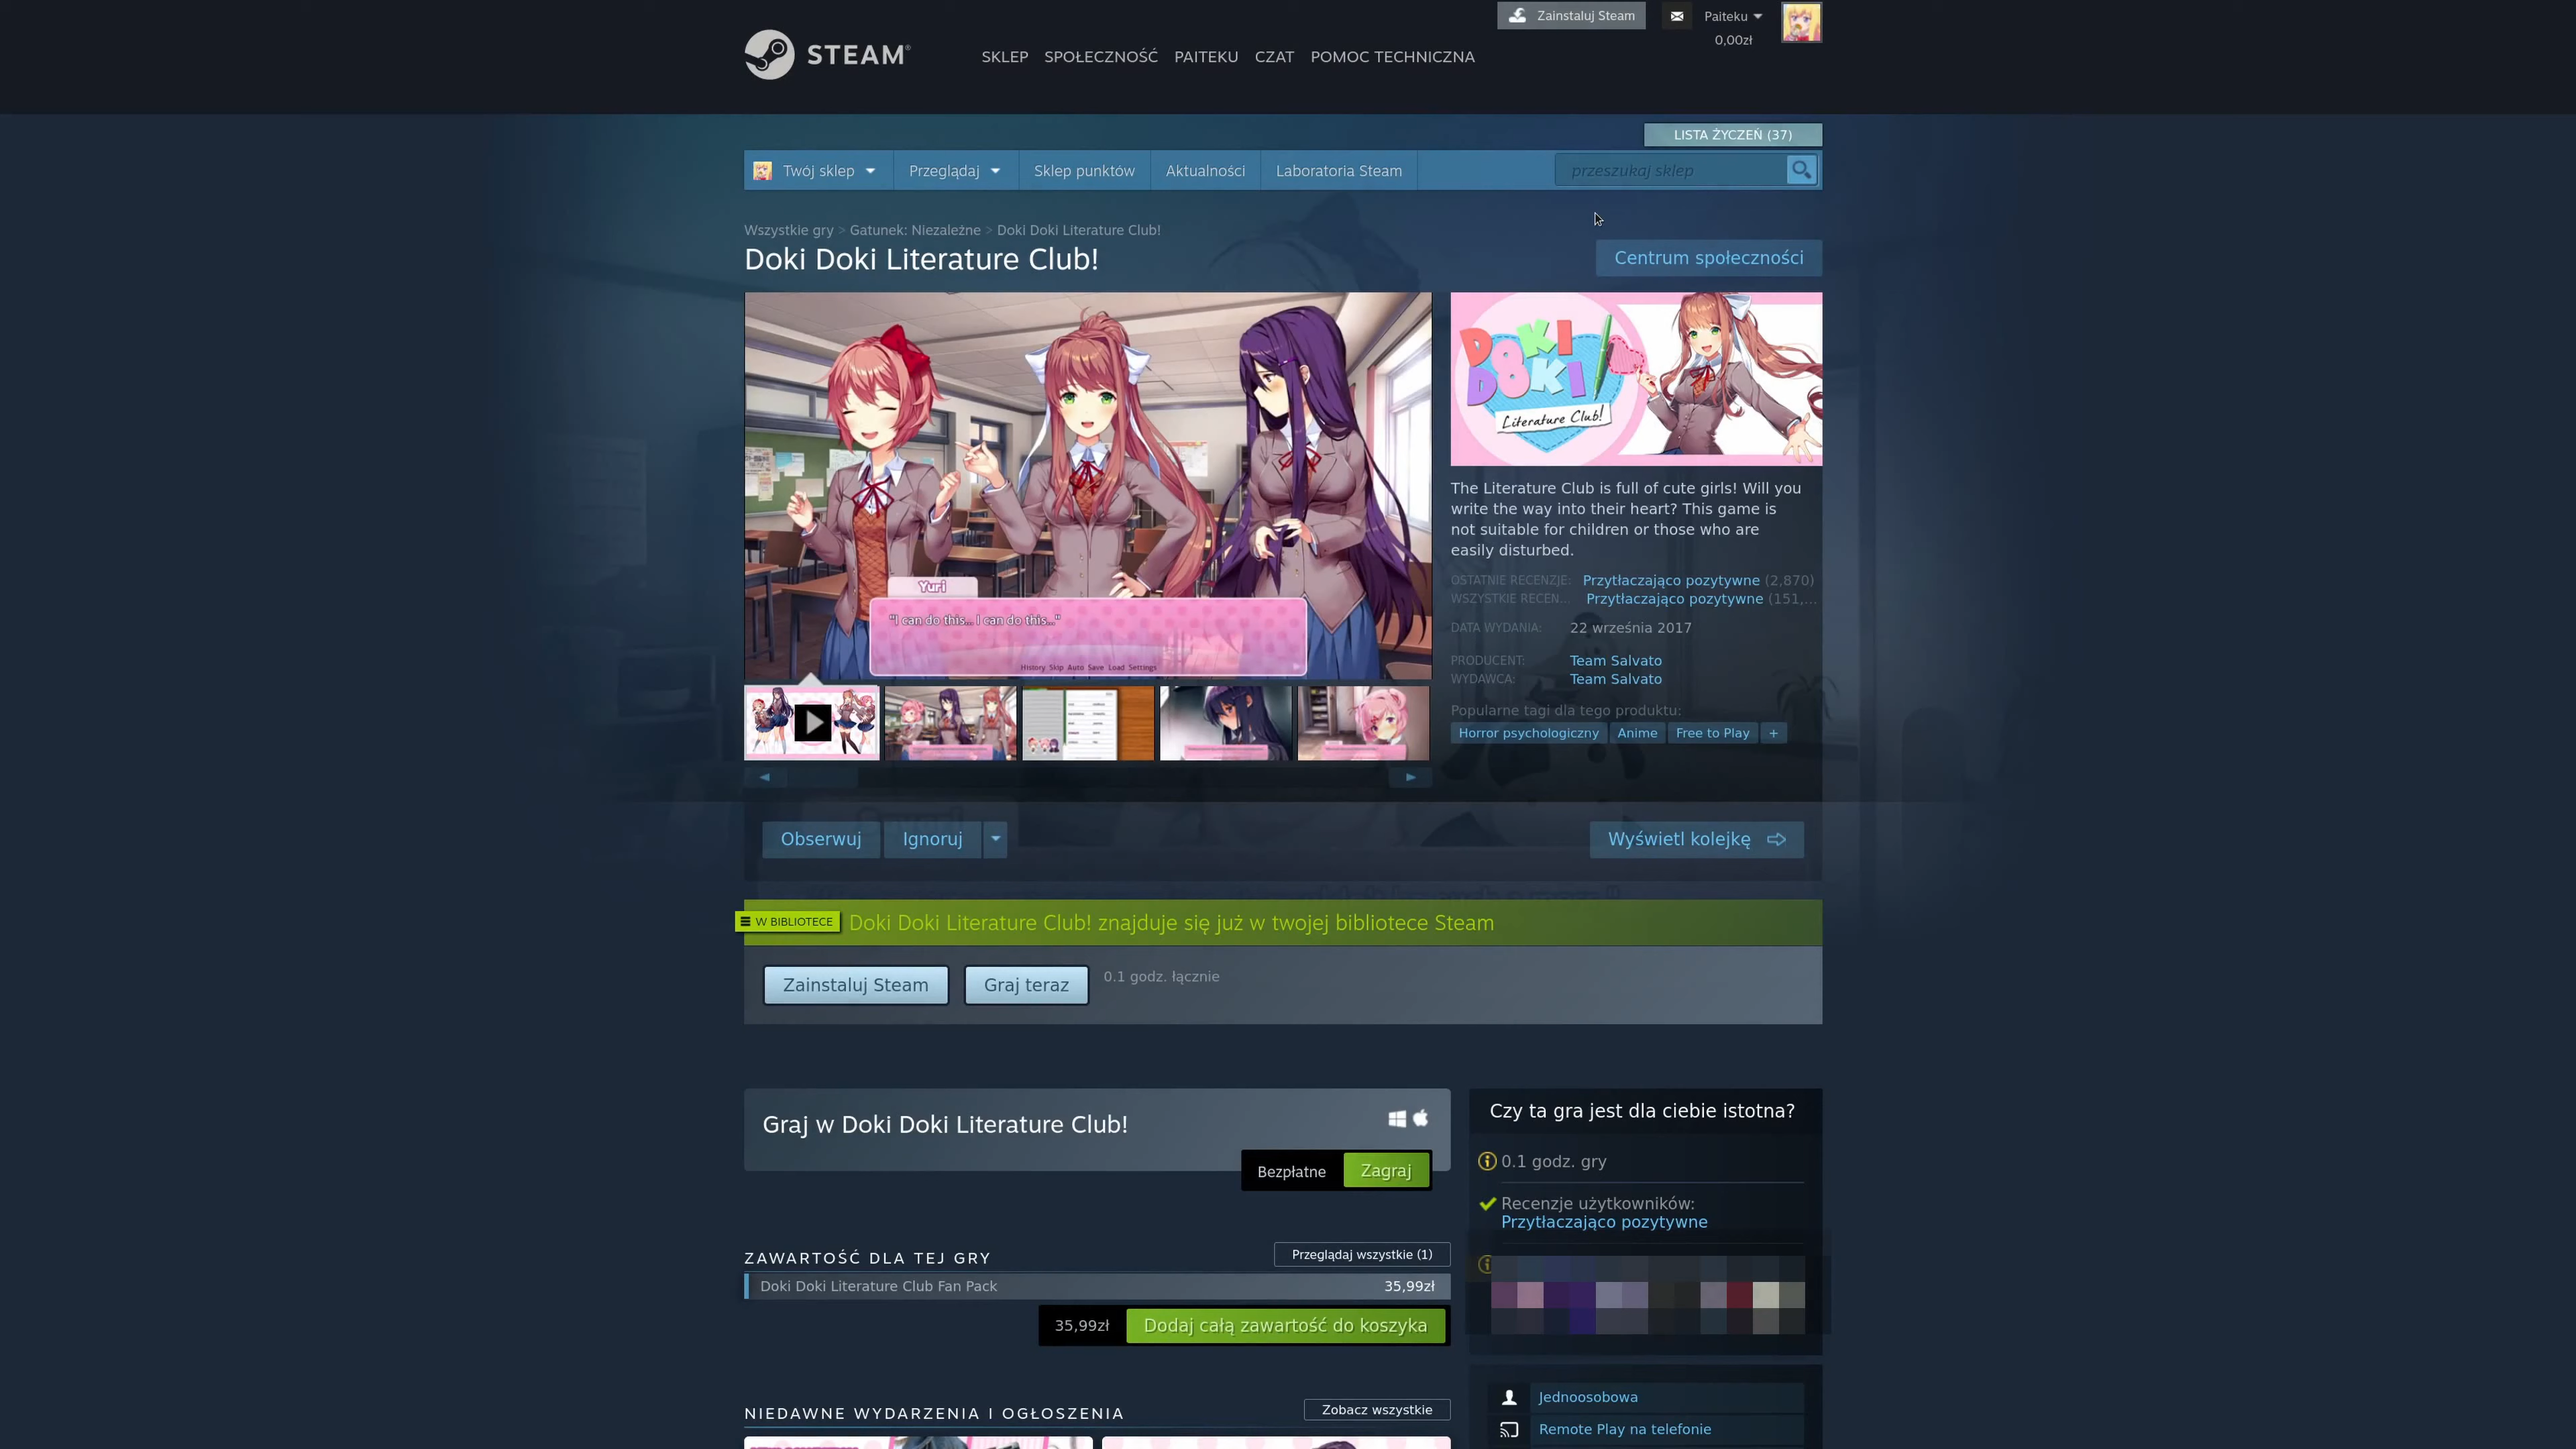 Zainstaluj Steam
Paiteku
0,00zł
STEAM®
SKLEP SPOŁECZNOŚĆ PAITEKU CZAT POMOC TECHNICZNA
LISTA ŻYCZEŃ (37)
Twój sklep Przeglądaj Sklep punktów Aktualności Laboratoria Steam przeszukaj sklep
Wszystkie gry > Gatunek: Niezależne > Doki Doki Literature Club!
Doki Doki Literature Club!
Centrum społeczności
Yuri
"I can do this... I can do this..."
History Skip Auto Save Load Settings
DOKI
DOKI
Literature Club!
The Literature Club is full of cute girls! Will you
write the way into their heart? This game is
not suitable for children or those who are
easily disturbed.
OSTATNIE RECENZJE: Przytłaczająco pozytywne (2,870)
WSZYSTKIE RECEN... Przytłaczająco pozytywne (151,...
DATA WYDANIA: 22 września 2017
PRODUCENT: Team Salvato
WYDAWCA: Team Salvato
Popularne tagi dla tego produktu:
Horror psychologiczny Anime Free to Play +
Obserwuj Ignoruj Wyświetl kolejkę
W BIBLIOTECE Doki Doki Literature Club! znajduje się już w twojej bibliotece Steam
Zainstaluj Steam Graj teraz 0.1 godz. łącznie
Graj w Doki Doki Literature Club!
Bezpłatne Zagraj
Czy ta gra jest dla ciebie istotna?
0.1 godz. gry
Recenzje użytkowników:
Przytłaczająco pozytywne
ZAWARTOŚĆ DLA TEJ GRY Przeglądaj wszystkie (1)
Doki Doki Literature Club Fan Pack 35,99zł
35,99zł Dodaj całą zawartość do koszyka
NIEDAWNE WYDARZENIA I OGŁOSZENIA Zobacz wszystkie
Jednoosobowa
Remote Play na telefonie